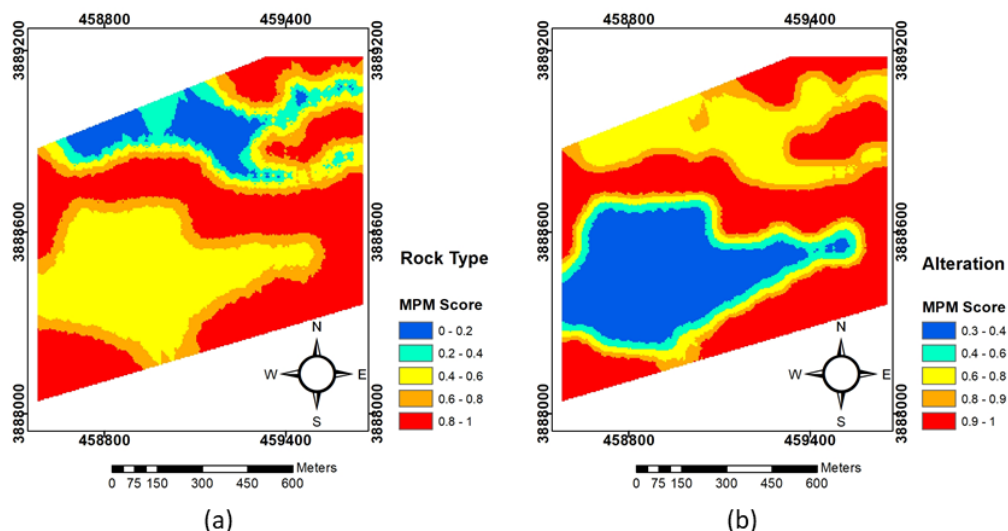 458800 459400
3889200 3889200
3888600 3888600
3888000 3888000
Rock Type
MPM Score
0 - 0.2
0.2 - 0.4
0.4 - 0.6
0.6 - 0.8
0.8 - 1
N
W E
S
458800 459400
Meters
0 75 150 300 450 600
(a)
458800 459400
3889200 3889200
3888600 3888600
3888000 3888000
Alteration
MPM Score
0.3 - 0.4
0.4 - 0.6
0.6 - 0.8
0.8 - 0.9
0.9 - 1
N
W E
S
458800 459400
Meters
0 75 150 300 450 600
(b)